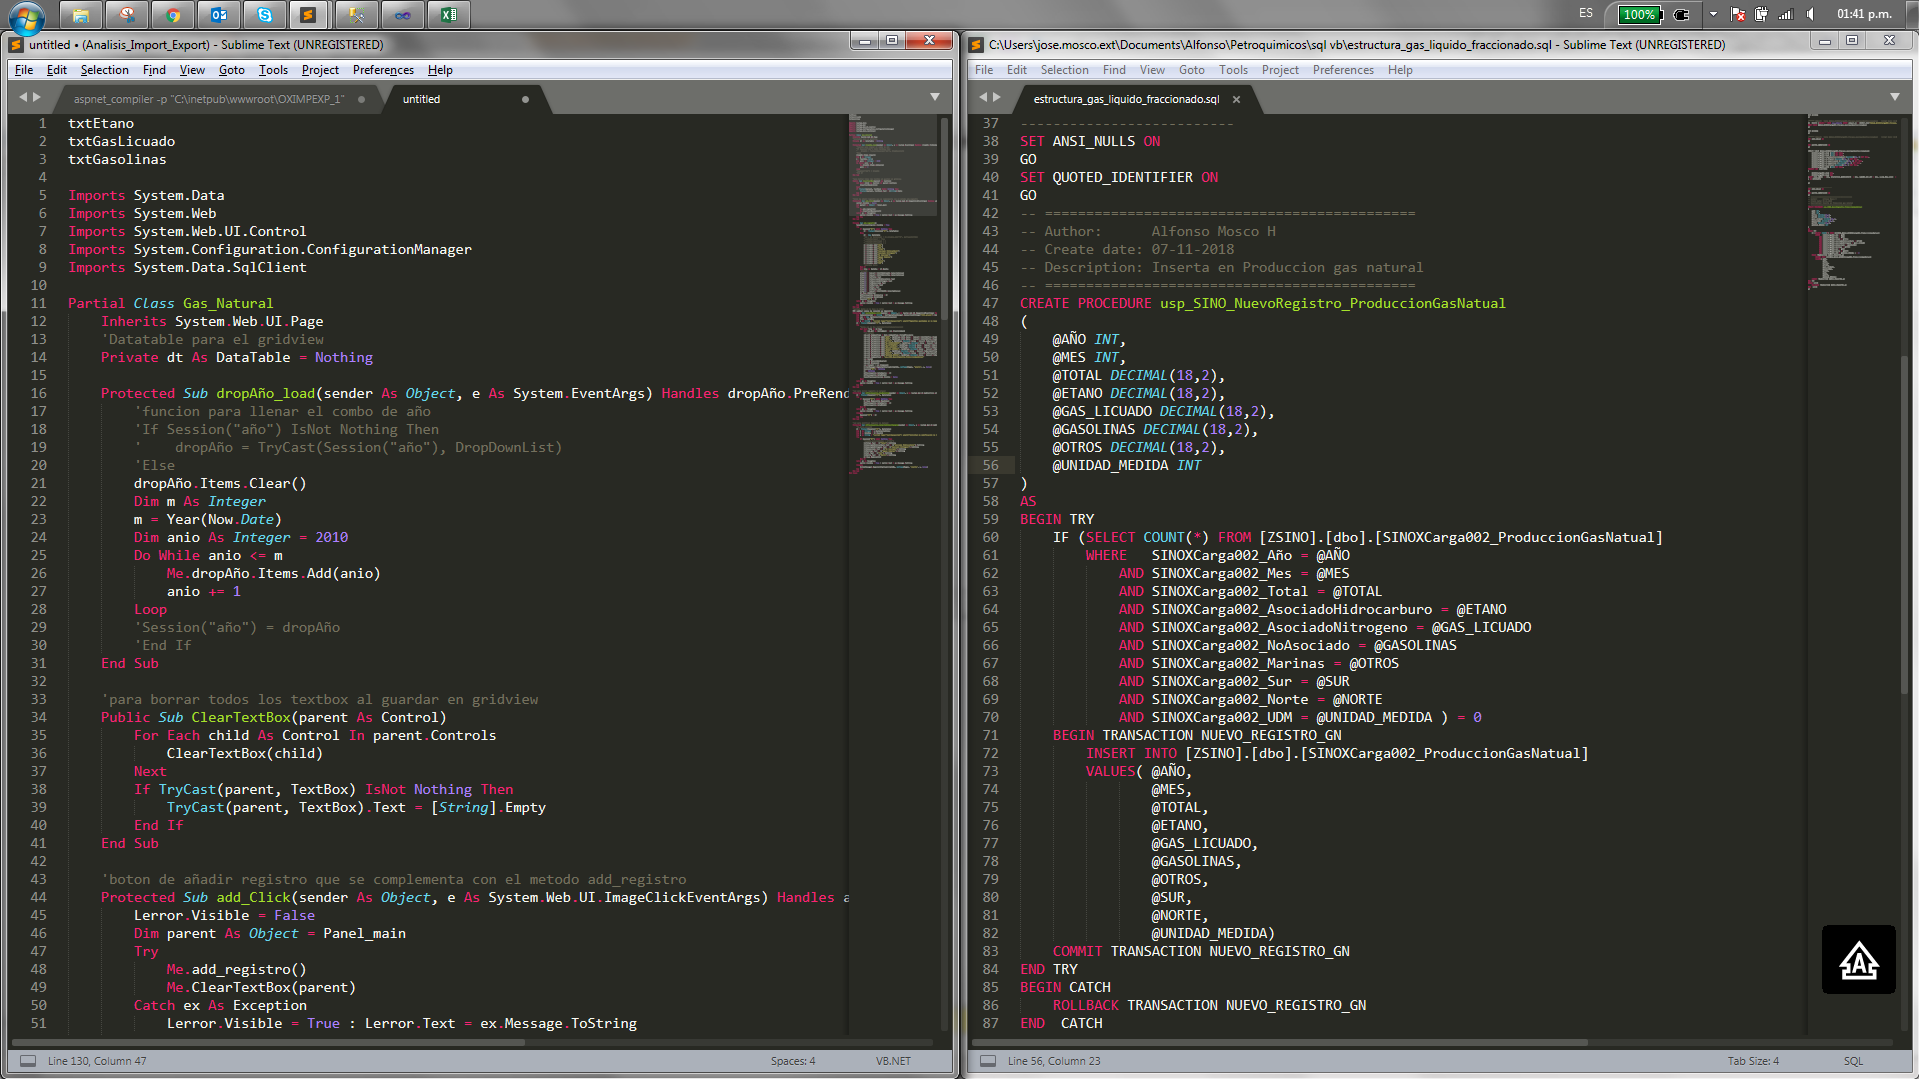 ES
100%
01:41 p.m.
untitled • (Analisis_Import_Export) - Sublime Text (UNREGISTERED)
File Edit Selection Find View Goto Tools Project Preferences Help
aspnet_compiler -p "C:\inetpub\wwwroot\OXIMPEXP_1"
untitled
1 txtEtano
2 txtGasLicuado
3 txtGasolinas
4
5 Imports System.Data
6 Imports System.Web
7 Imports System.Web.UI.Control
8 Imports System.Configuration.ConfigurationManager
9 Imports System.Data.SqlClient
10
11 Partial Class Gas_Natural
12 Inherits System.Web.UI.Page
13 'Datatable para el gridview
14 Private dt As DataTable = Nothing
15
16 Protected Sub dropAño_load(sender As Object, e As System.EventArgs) Handles dropAño.PreRend
17 'funcion para llenar el combo de año
18 'If Session("año") IsNot Nothing Then
19 ' dropAño = TryCast(Session("año"), DropDownList)
20 'Else
21 dropAño.Items.Clear()
22 Dim m As Integer
23 m = Year(Now.Date)
24 Dim anio As Integer = 2010
25 Do While anio <= m
26 Me.dropAño.Items.Add(anio)
27 anio += 1
28 Loop
29 'Session("año") = dropAño
30 'End If
31 End Sub
32
33 'para borrar todos los textbox al guardar en gridview
34 Public Sub ClearTextBox(parent As Control)
35 For Each child As Control In parent.Controls
36 ClearTextBox(child)
37 Next
38 If TryCast(parent, TextBox) IsNot Nothing Then
39 TryCast(parent, TextBox).Text = [String].Empty
40 End If
41 End Sub
42
43 'boton de añadir registro que se complementa con el metodo add_registro
44 Protected Sub add_Click(sender As Object, e As System.Web.UI.ImageClickEventArgs) Handles a
45 Lerror.Visible = False
46 Dim parent As Object = Panel_main
47 Try
48 Me.add_registro()
49 Me.ClearTextBox(parent)
50 Catch ex As Exception
51 Lerror.Visible = True : Lerror.Text = ex.Message.ToString
Line 130, Column 47
Spaces: 4
VB.NET
C:\Users\jose.mosco.ext\Documents\Alfonso\Petroquimicos\sql vb\estructura_gas_liquido_fraccionado.sql - Sublime Text (UNREGISTERED)
File Edit Selection Find View Goto Tools Project Preferences Help
estructura_gas_liquido_fraccionado.sql
37 --------------------------
38 SET ANSI_NULLS ON
39 GO
40 SET QUOTED_IDENTIFIER ON
41 GO
42 -- =============================================
43 -- Author: Alfonso Mosco H
44 -- Create date: 07-11-2018
45 -- Description: Inserta en Produccion gas natural
46 -- =============================================
47 CREATE PROCEDURE usp_SINO_NuevoRegistro_ProduccionGasNatual
48 (
49 @AÑO INT,
50 @MES INT,
51 @TOTAL DECIMAL(18,2),
52 @ETANO DECIMAL(18,2),
53 @GAS_LICUADO DECIMAL(18,2),
54 @GASOLINAS DECIMAL(18,2),
55 @OTROS DECIMAL(18,2),
56 @UNIDAD_MEDIDA INT
57 )
58 AS
59 BEGIN TRY
60 IF (SELECT COUNT(*) FROM [ZSINO].[dbo].[SINOXCarga002_ProduccionGasNatual]
61 WHERE SINOXCarga002_Año = @AÑO
62 AND SINOXCarga002_Mes = @MES
63 AND SINOXCarga002_Total = @TOTAL
64 AND SINOXCarga002_AsociadoHidrocarburo = @ETANO
65 AND SINOXCarga002_AsociadoNitrogeno = @GAS_LICUADO
66 AND SINOXCarga002_NoAsociado = @GASOLINAS
67 AND SINOXCarga002_Marinas = @OTROS
68 AND SINOXCarga002_Sur = @SUR
69 AND SINOXCarga002_Norte = @NORTE
70 AND SINOXCarga002_UDM = @UNIDAD_MEDIDA ) = 0
71 BEGIN TRANSACTION NUEVO_REGISTRO_GN
72 INSERT INTO [ZSINO].[dbo].[SINOXCarga002_ProduccionGasNatual]
73 VALUES( @AÑO,
74 @MES,
75 @TOTAL,
76 @ETANO,
77 @GAS_LICUADO,
78 @GASOLINAS,
79 @OTROS,
80 @SUR,
81 @NORTE,
82 @UNIDAD_MEDIDA)
83 COMMIT TRANSACTION NUEVO_REGISTRO_GN
84 END TRY
85 BEGIN CATCH
86 ROLLBACK TRANSACTION NUEVO_REGISTRO_GN
87 END CATCH
A
Line 56, Column 23
Tab Size: 4
SQL